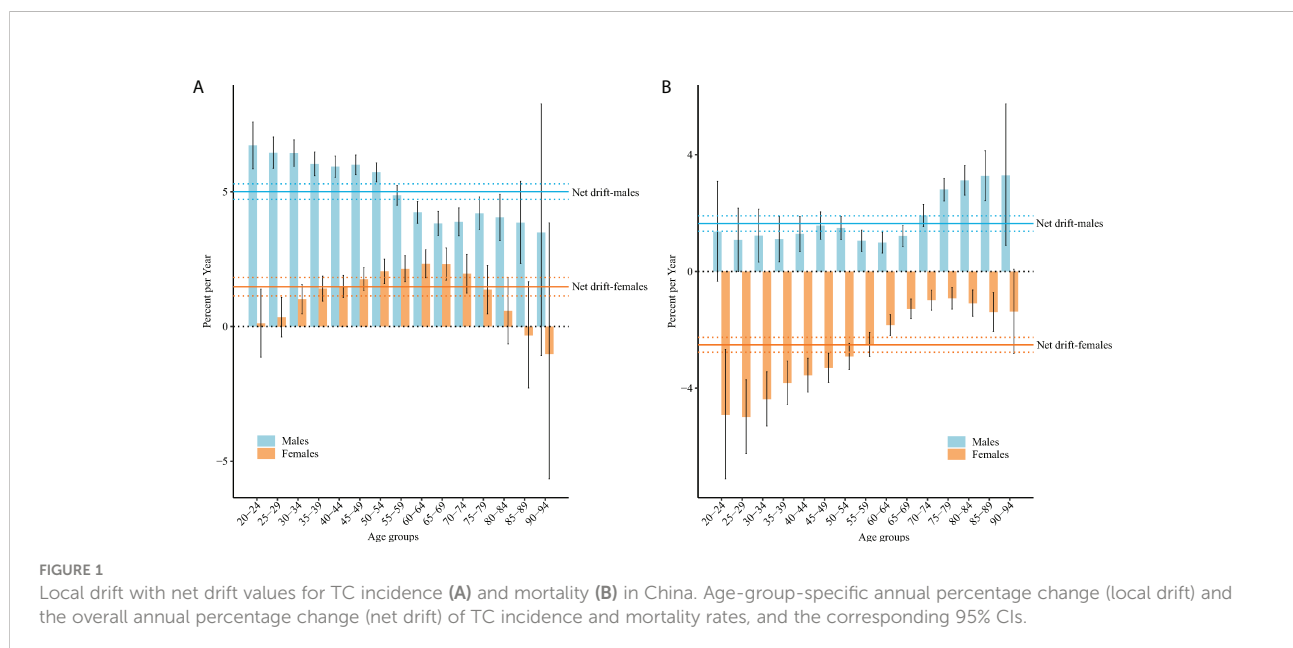 A
B
Percent per Year
5
0
−5
Net drift-males
Net drift-females
Males
Females
20−24
25−29
30−34
35−39
40−44
45−49
50−54
55−59
60−64
65−69
70−74
75−79
80−84
85−89
90−94
Age groups
Percent per Year
4
0
−4
Net drift-males
Net drift-females
Males
Females
20−24
25−29
30−34
35−39
40−44
45−49
50−54
55−59
60−64
65−69
70−74
75−79
80−84
85−89
90−94
Age groups
FIGURE 1
Local drift with net drift values for TC incidence (A) and mortality (B) in China. Age-group-specific annual percentage change (local drift) and
the overall annual percentage change (net drift) of TC incidence and mortality rates, and the corresponding 95% CIs.